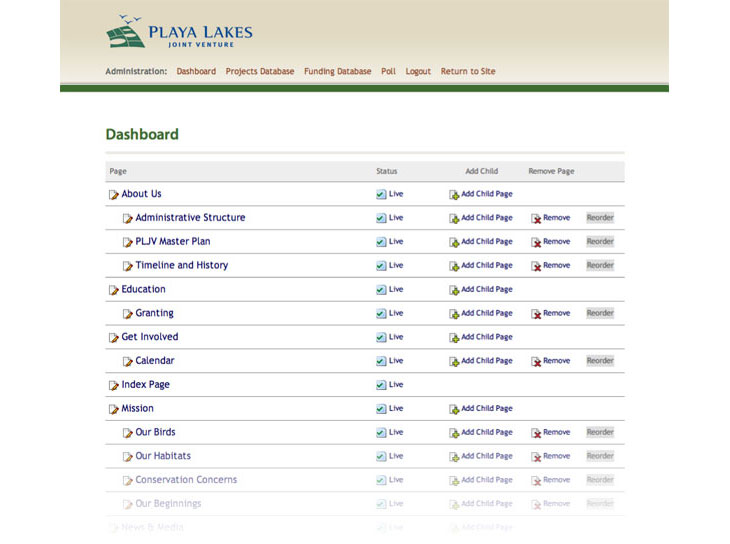 PLAYA LAKES
JOINT VENTURE
Administration: Dashboard Projects Database Funding Database Poll Logout Return to Site
Dashboard
Page Status Add Child Remove Page
About Us Live Add Child Page
Administrative Structure Live Add Child Page Remove Reorder
PLJV Master Plan Live Add Child Page Remove Reorder
Timeline and History Live Add Child Page Remove Reorder
Education Live Add Child Page
Granting Live Add Child Page Remove Reorder
Get Involved Live Add Child Page
Calendar Live Add Child Page Remove Reorder
Index Page Live
Mission Live Add Child Page
Our Birds Live Add Child Page Remove Reorder
Our Habitats Live Add Child Page Remove Reorder
Conservation Concerns Live Add Child Page Remove Reorder
Our Beginnings Live Add Child Page Remove Reorder
News & Media Live Add Child Page